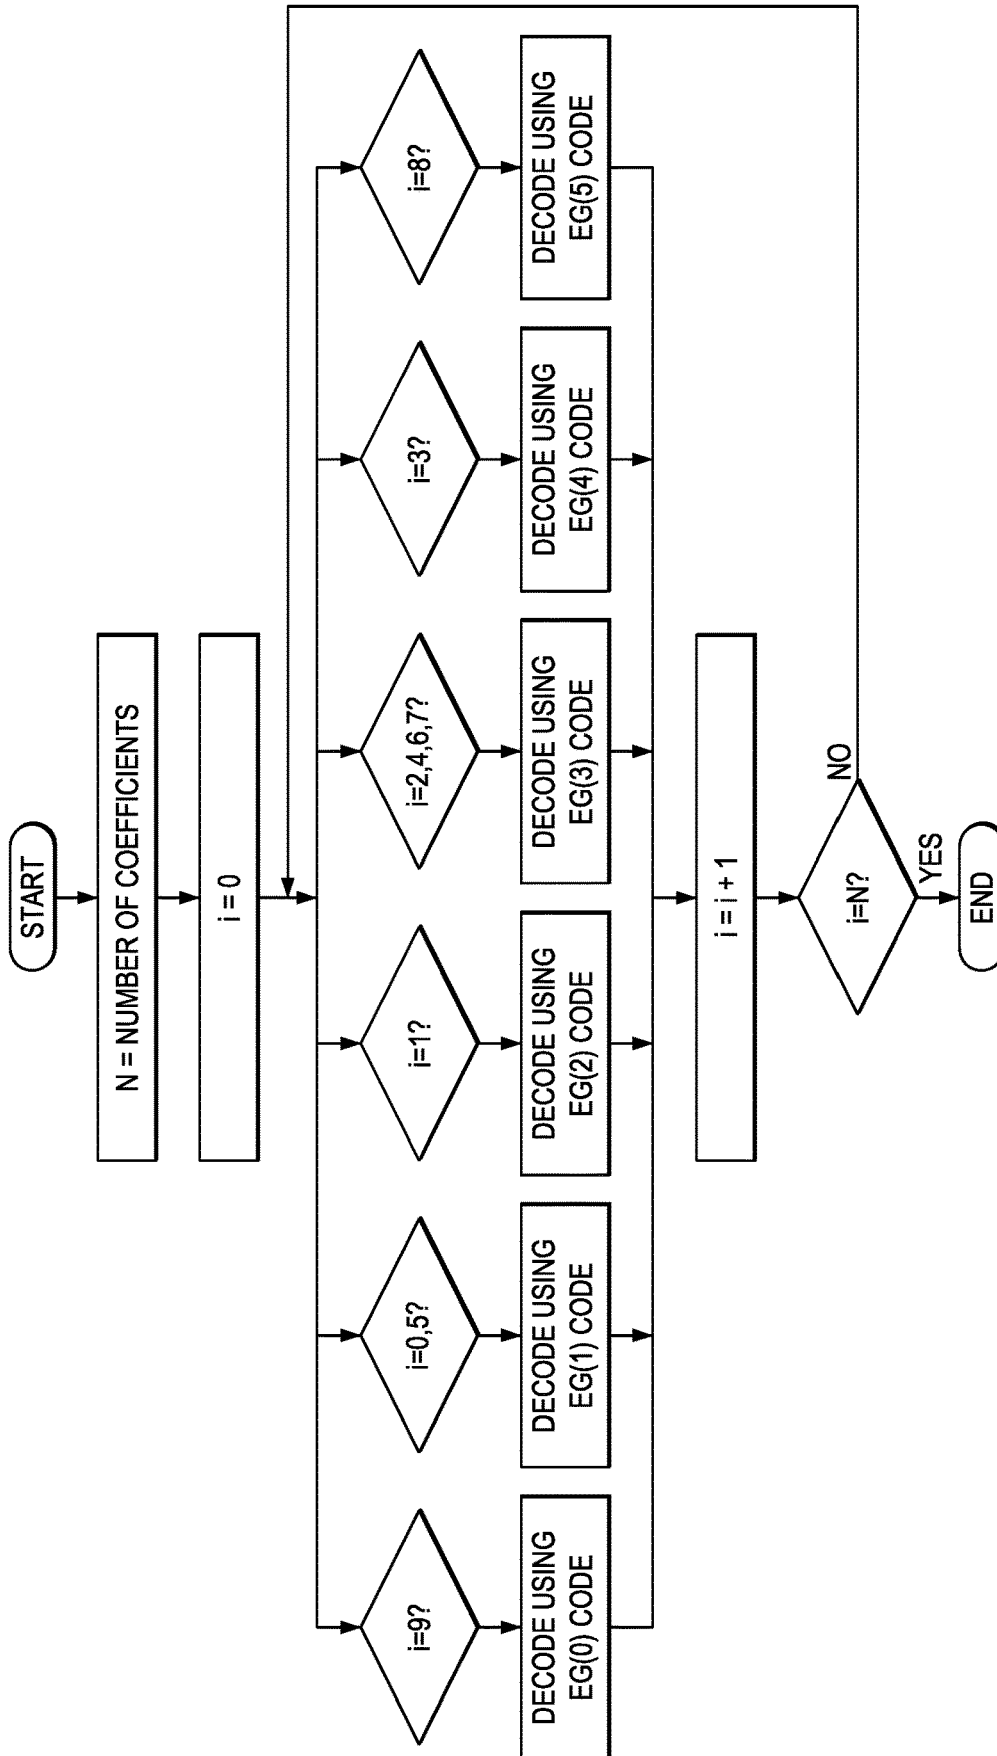 START
N = NUMBER OF COEFFICIENTS
i = 0
i=9?
i=0,5?
i=1?
i=2,4,6,7?
i=3?
i=8?
DECODE USING
EG(0) CODE
DECODE USING
EG(1) CODE
DECODE USING
EG(2) CODE
DECODE USING
EG(3) CODE
DECODE USING
EG(4) CODE
DECODE USING
EG(5) CODE
i = i + 1
i=N?
NO
YES
END